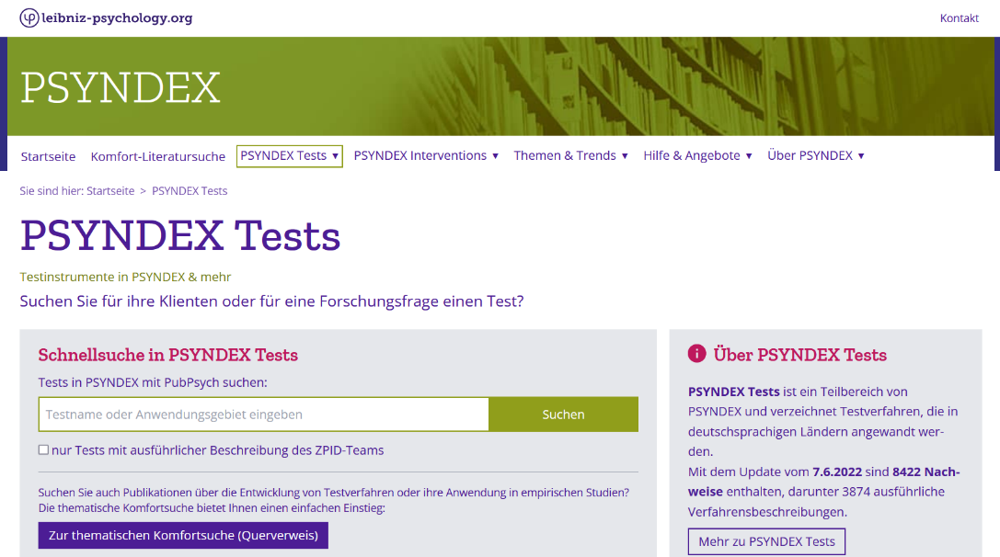 leibniz-psychology.org
Kontakt
PSYNDEX
Startseite Komfort-Literatursuche PSYNDEX Tests ▼ PSYNDEX Interventions ▼ Themen & Trends ▼ Hilfe & Angebote ▼ Über PSYNDEX ▼
Sie sind hier: Startseite > PSYNDEX Tests
PSYNDEX Tests
Testinstrumente in PSYNDEX & mehr
Suchen Sie für ihre Klienten oder für eine Forschungsfrage einen Test?
Schnellsuche in PSYNDEX Tests
Tests in PSYNDEX mit PubPsych suchen:
Testname oder Anwendungsgebiet eingeben
Suchen
nur Tests mit ausführlicher Beschreibung des ZPID-Teams
Suchen Sie auch Publikationen über die Entwicklung von Testverfahren oder ihre Anwendung in empirischen Studien?
Die thematische Komfortsuche bietet Ihnen einen einfachen Einstieg:
Zur thematischen Komfortsuche (Querverweis)
Über PSYNDEX Tests
PSYNDEX Tests ist ein Teilbereich von
PSYNDEX und verzeichnet Testverfahren, die in
deutschsprachigen Ländern angewandt wer-
den.
Mit dem Update vom 7.6.2022 sind 8422 Nach-
weise enthalten, darunter 3874 ausführliche
Verfahrensbeschreibungen.
Mehr zu PSYNDEX Tests